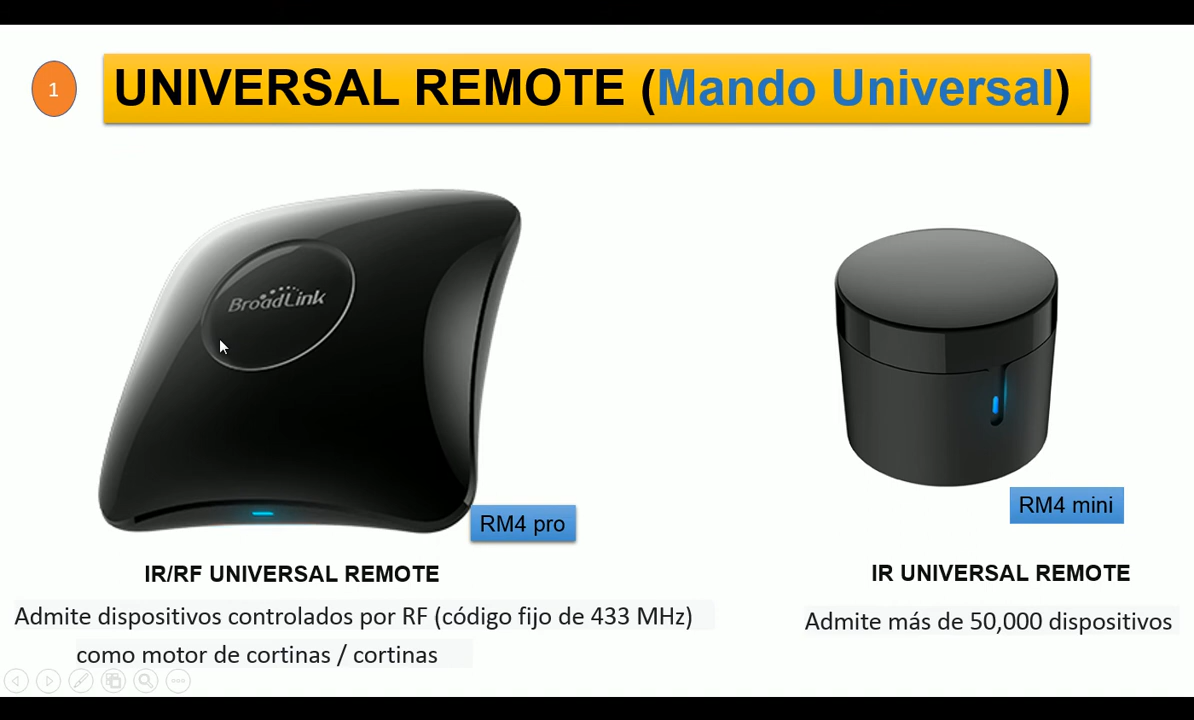 1
UNIVERSAL REMOTE (Mando Universal)
BroadLink
RM4 pro
RM4 mini
IR/RF UNIVERSAL REMOTE
Admite dispositivos controlados por RF (código fijo de 433 MHz)
como motor de cortinas / cortinas
IR UNIVERSAL REMOTE
Admite más de 50,000 dispositivos